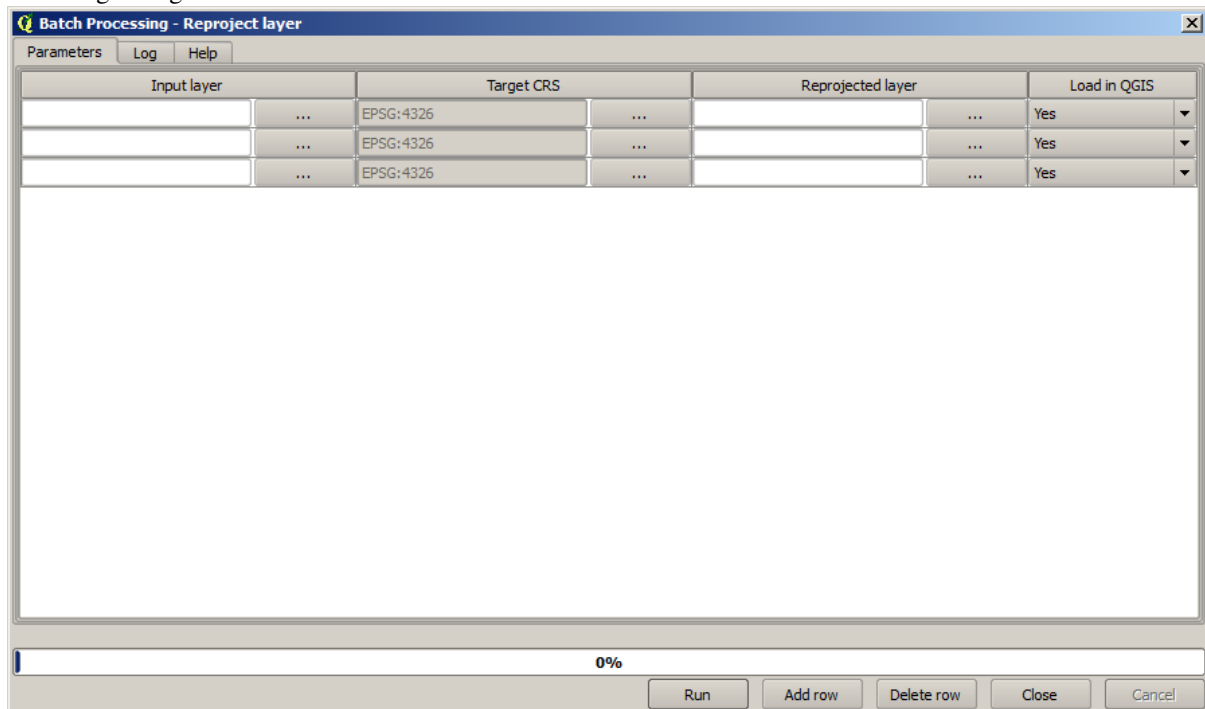 Batch Processing - Reproject layer
Parameters Log Help
Input layer Target CRS Reprojected layer Load in QGIS
... EPSG:4326 ... ... Yes
... EPSG:4326 ... ... Yes
... EPSG:4326 ... ... Yes
0%
Run Add row Delete row Close Cancel